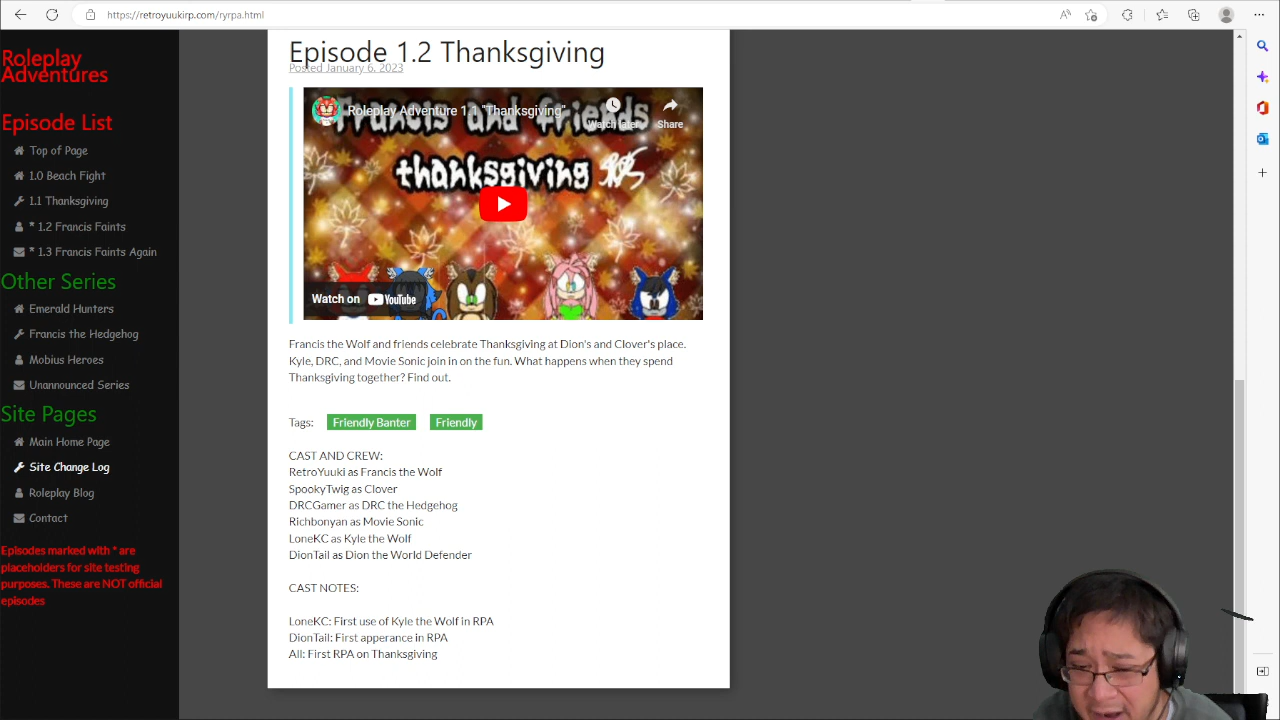 https://retroyuukirp.com/ryrpa.html
Roleplay
Adventures
Episode List
Top of Page
1.0 Beach Fight
1.1 Thanksgiving
* 1.2 Francis Faints
* 1.3 Francis Faints Again
Other Series
Emerald Hunters
Francis the Hedgehog
Mobius Heroes
Unannounced Series
Site Pages
Main Home Page
Site Change Log
Roleplay Blog
Contact
Episodes marked with * are
placeholders for site testing
purposes. These are NOT official
episodes
Episode 1.2 Thanksgiving
Posted January 6, 2023
Roleplay Adventure 1.1 "Thanksgiving"
Watch later
Share
Francis and friends
thanksgiving
Watch on YouTube
Francis the Wolf and friends celebrate Thanksgiving at Dion's and Clover's place.
Kyle, DRC, and Movie Sonic join in on the fun. What happens when they spend
Thanksgiving together? Find out.
Tags: Friendly Banter Friendly
CAST AND CREW:
RetroYuuki as Francis the Wolf
SpookyTwig as Clover
DRCGamer as DRC the Hedgehog
Richbonyan as Movie Sonic
LoneKC as Kyle the Wolf
DionTail as Dion the World Defender
CAST NOTES:
LoneKC: First use of Kyle the Wolf in RPA
DionTail: First apperance in RPA
All: First RPA on Thanksgiving